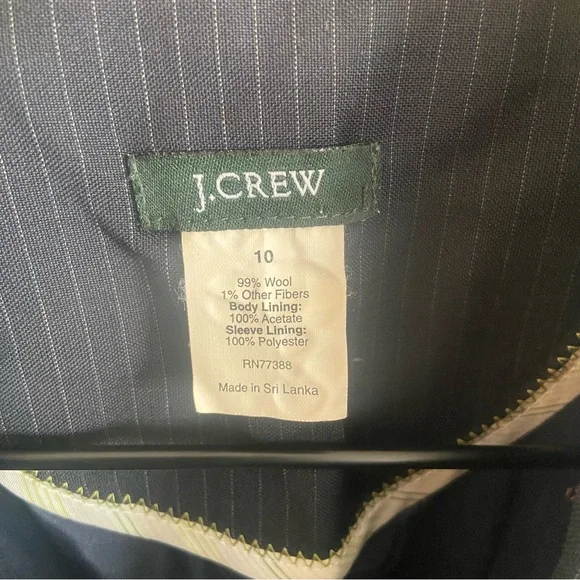 J.CREW
10
99% Wool
1% Other Fibers
Body Lining:
100% Acetate
Sleeve Lining:
100% Polyester
RN77388
Made in Sri Lanka